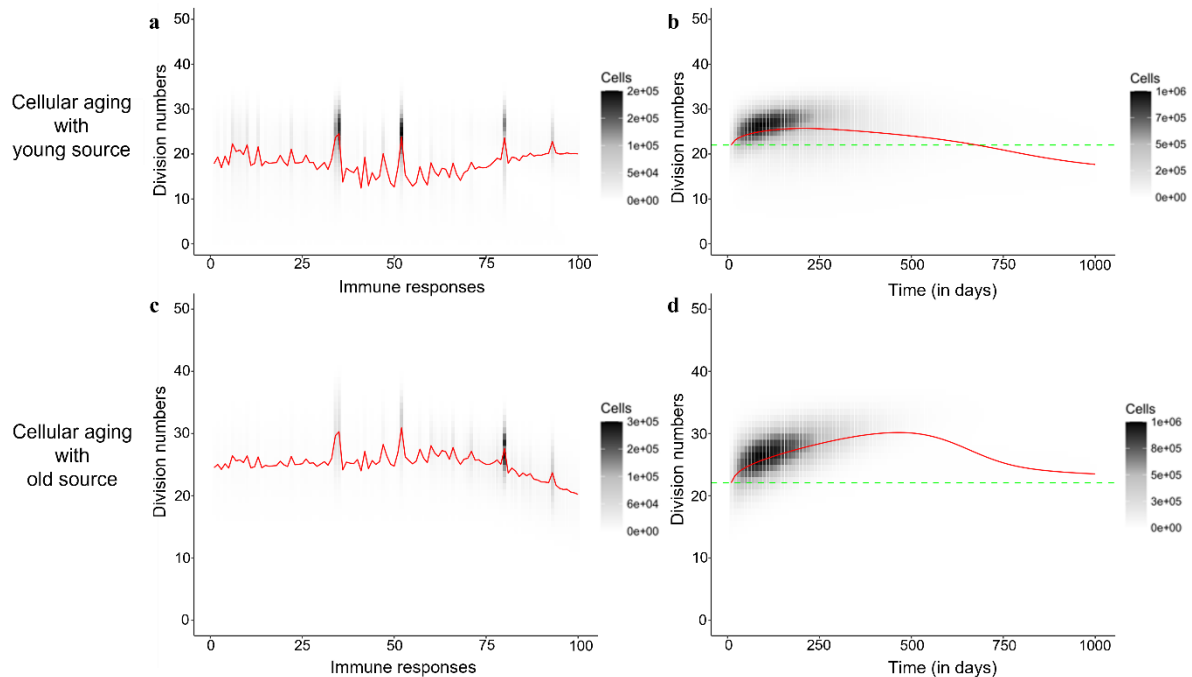 Cellular aging
with
young source
a
50
40
30
20
10
0
Division numbers
0
25
50
75
100
Immune responses
Cells
2e+05
2e+05
1e+05
5e+04
0e+00
b
50
40
30
20
10
0
Division numbers
0
250
500
750
1000
Time (in days)
Cells
1e+06
7e+05
5e+05
2e+05
0e+00
Cellular aging
with
old source
c
50
40
30
20
10
0
Division numbers
0
25
50
75
100
Immune responses
Cells
3e+05
2e+05
1e+05
6e+04
0e+00
d
50
40
30
20
10
0
Division numbers
0
250
500
750
1000
Time (in days)
Cells
1e+06
8e+05
5e+05
3e+05
0e+00